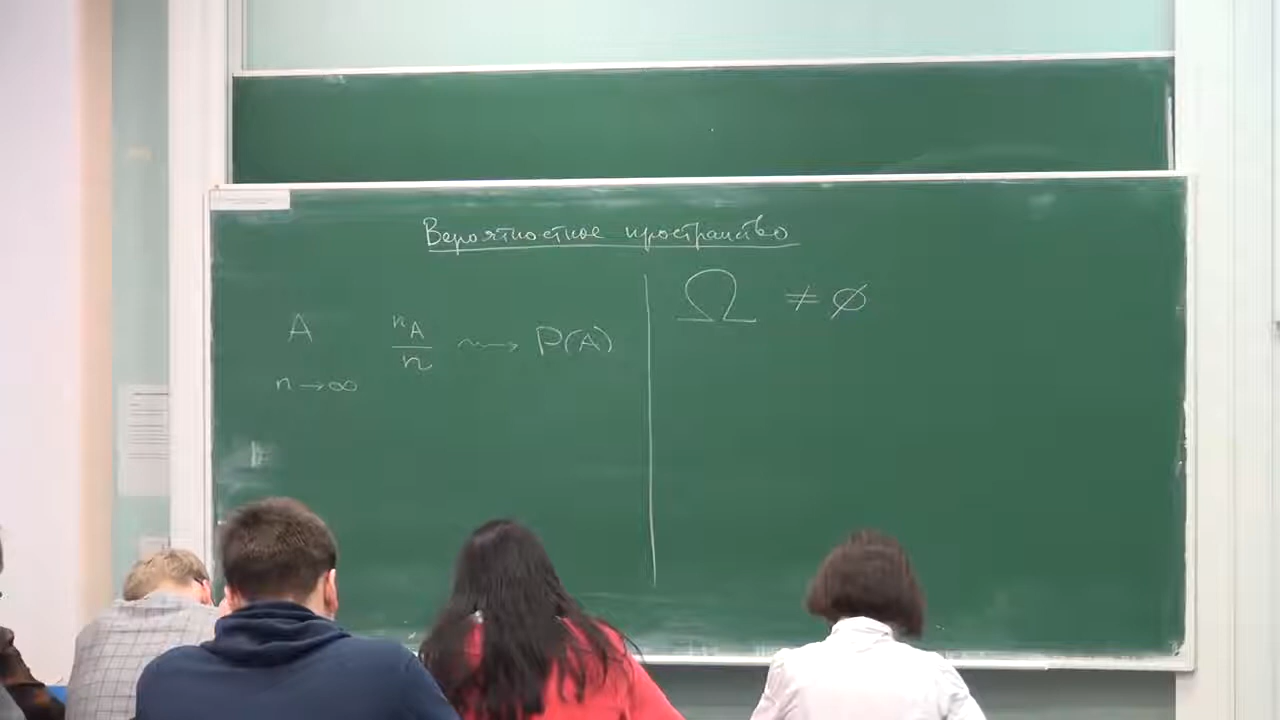 Вероятностное пространство
A
n_A/n ⇝ P(A)
n → ∞
Ω ≠ ∅